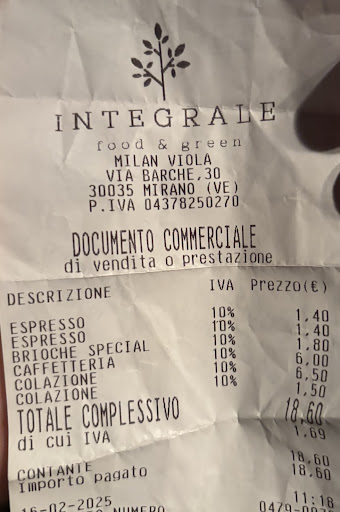 INTEGRALE
food & green
MILAN VIOLA
VIA BARCHE,30
30035 MIRANO (VE)
P.IVA 04378250270
DOCUMENTO COMMERCIALE
di vendita o prestazione
DESCRIZIONE IVA Prezzo(€)
ESPRESSO 10% 1,40
ESPRESSO 10% 1,40
BRIOCHE SPECIAL 10% 1,80
CAFFETTERIA 10% 6,00
COLAZIONE 10% 6,50
COLAZIONE 10% 1,50
TOTALE COMPLESSIVO 18,60
di cui IVA 1,69
CONTANTE 18,60
Importo pagato 18,60
16-02-2025 11:18
NUMERO